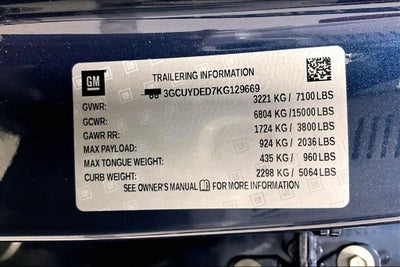 GM
TRAILERING INFORMATION
3GCUYDED7KG129669
GVWR: 3221 KG / 7100 LBS
GCWR: 6804 KG /15000 LBS
GAWR RR: 1724 KG / 3800 LBS
MAX PAYLOAD: 924 KG / 2036 LBS
MAX TONGUE WEIGHT: 435 KG / 960 LBS
CURB WEIGHT: 2298 KG / 5064 LBS
SEE OWNER'S MANUAL FOR MORE INFORMATION